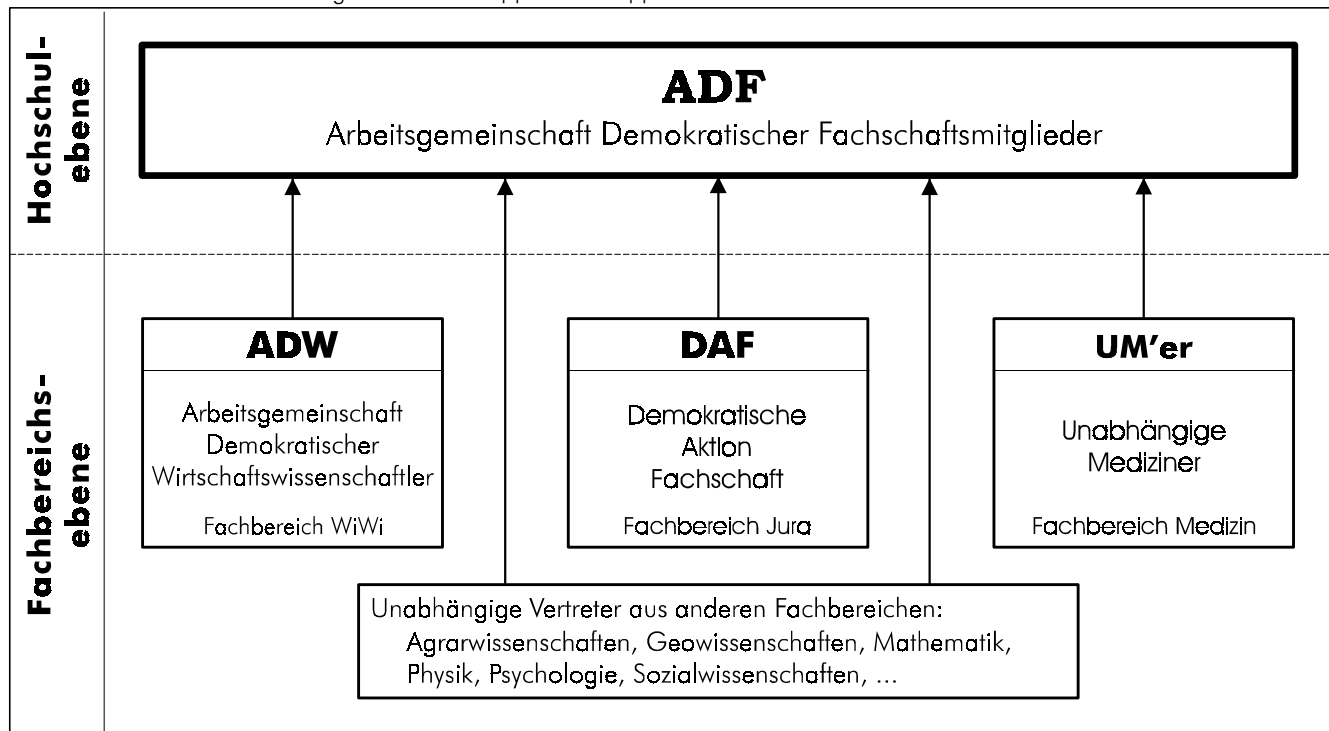 Hochschul-
ebene
ADF
Arbeitsgemeinschaft Demokratischer Fachschaftsmitglieder
Fachbereichs-
ebene
ADW
Arbeitsgemeinschaft
Demokratischer
Wirtschaftswissenschaftler
Fachbereich WiWi
DAF
Demokratische
Aktion
Fachschaft
Fachbereich Jura
UM'er
Unabhängige
Mediziner
Fachbereich Medizin
Unabhängige Vertreter aus anderen Fachbereichen:
Agrarwissenschaften, Geowissenschaften, Mathematik,
Physik, Psychologie, Sozialwissenschaften, ...